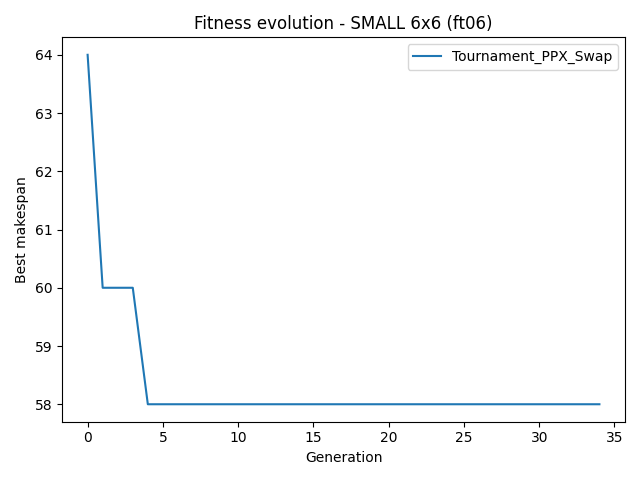 Fitness evolution - SMALL 6x6 (ft06)
Tournament_PPX_Swap
Best makespan
64
63
62
61
60
59
58
0 5 10 15 20 25 30 35
Generation